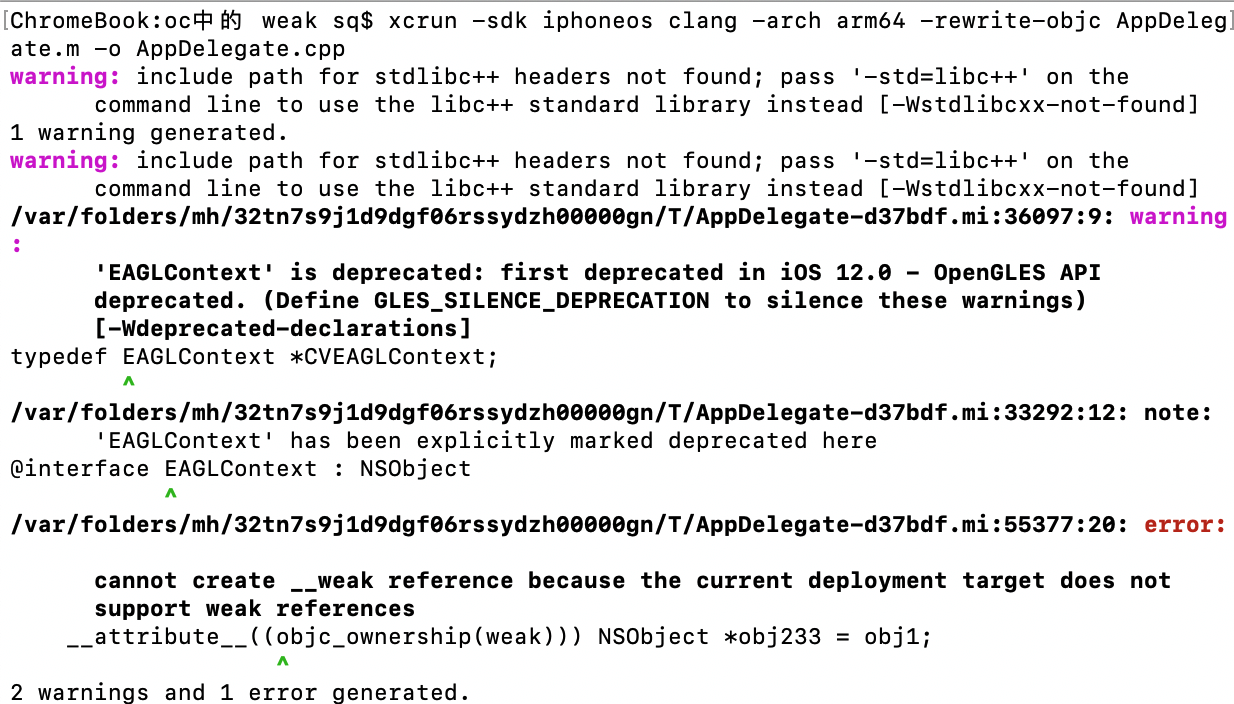 [ChromeBook:oc中的 weak sq$ xcrun -sdk iphoneos clang -arch arm64 -rewrite-objc AppDeleg]
ate.m -o AppDelegate.cpp
warning: include path for stdlibc++ headers not found; pass '-std=libc++' on the
command line to use the libc++ standard library instead [-Wstdlibcxx-not-found]
1 warning generated.
warning: include path for stdlibc++ headers not found; pass '-std=libc++' on the
command line to use the libc++ standard library instead [-Wstdlibcxx-not-found]
/var/folders/mh/32tn7s9j1d9dgf06rssydzh00000gn/T/AppDelegate-d37bdf.mi:36097:9: warning
:
'EAGLContext' is deprecated: first deprecated in iOS 12.0 - OpenGLES API
deprecated. (Define GLES_SILENCE_DEPRECATION to silence these warnings)
[-Wdeprecated-declarations]
typedef EAGLContext *CVEAGLContext;
^
/var/folders/mh/32tn7s9j1d9dgf06rssydzh00000gn/T/AppDelegate-d37bdf.mi:33292:12: note:
'EAGLContext' has been explicitly marked deprecated here
@interface EAGLContext : NSObject
^
/var/folders/mh/32tn7s9j1d9dgf06rssydzh00000gn/T/AppDelegate-d37bdf.mi:55377:20: error:
cannot create __weak reference because the current deployment target does not
support weak references
__attribute__((objc_ownership(weak))) NSObject *obj233 = obj1;
^
2 warnings and 1 error generated.